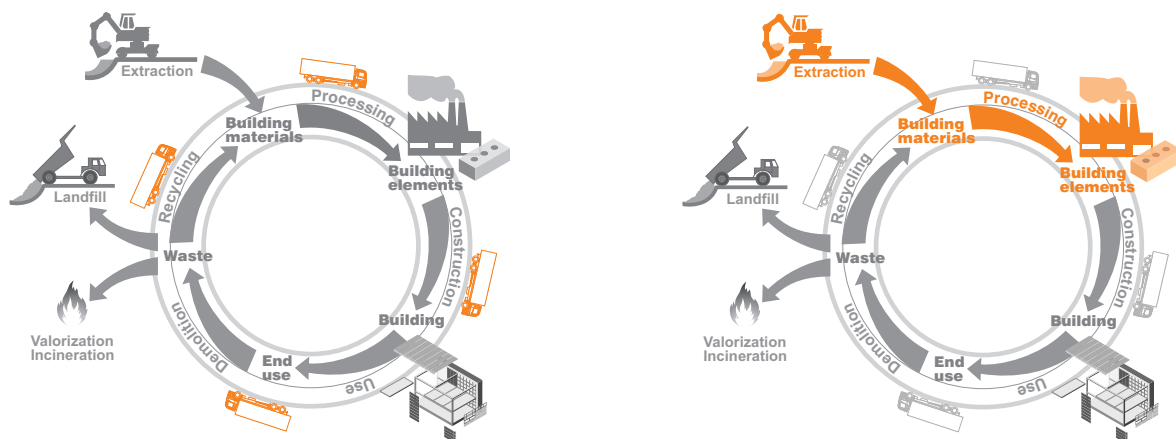 Extraction
Processing
Building
materials
Building
elements
Recycling
Landfill
Construction
Waste
Building
Valorization
Incineration
Demolition
End
use
Use
Extraction
Processing
Building
materials
Building
elements
Recycling
Landfill
Construction
Waste
Building
Valorization
Incineration
Demolition
End
use
Use